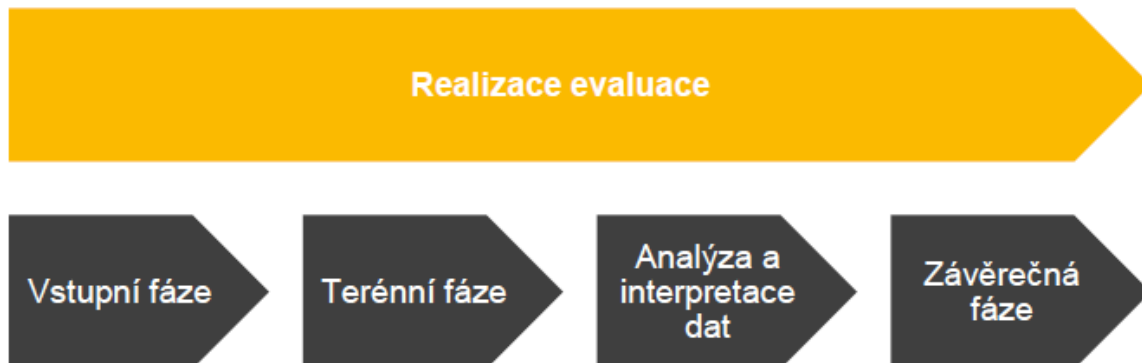 Realizace evaluace
Vstupní fáze
Terénní fáze
Analýza a
interpretace
dat
Závěrečná
fáze